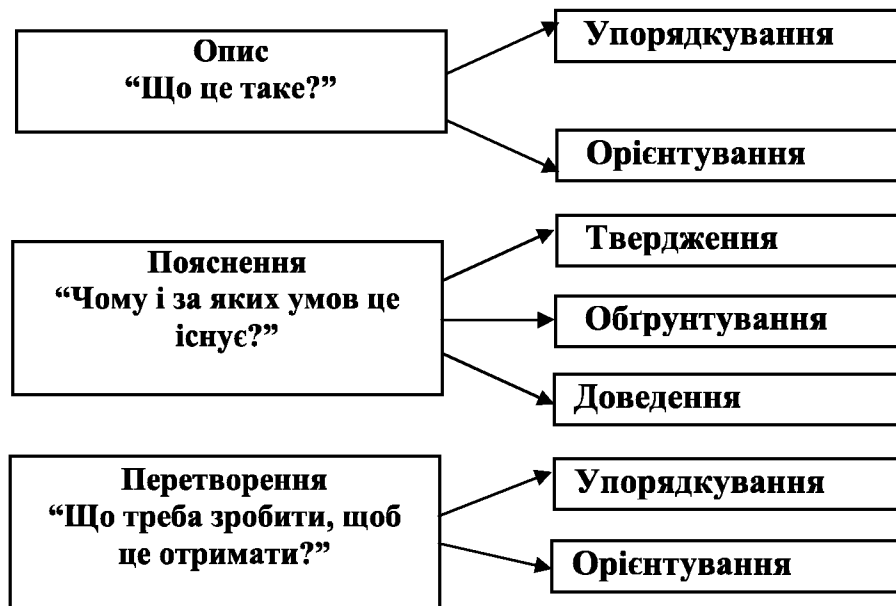 Опис
“Що це таке?”
Упорядкування
Орієнтування
Пояснення
“Чому і за яких умов це
існує?”
Твердження
Обґрунтування
Доведення
Перетворення
“Що треба зробити, щоб
це отримати?”
Упорядкування
Орієнтування